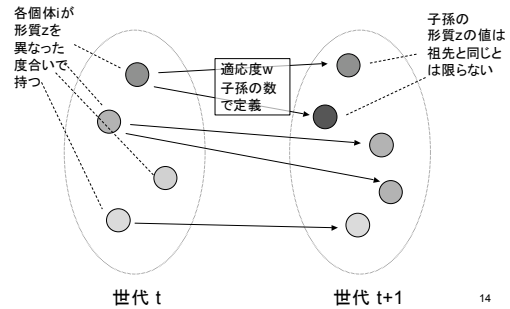 各個体iが
形質zを
異なった
度合いで
持つ
適応度w
子孫の数
で定義
子孫の
形質zの値は
祖先と同じと
は限らない
世代 t
世代 t+1
14